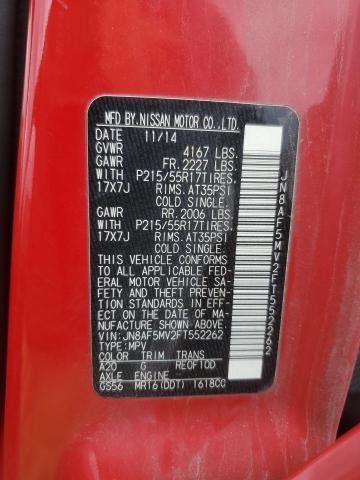 MFD BY.NISSAN MOTOR CO.,LTD.
11/14
GVWR 4167 LBS.
GAWR FR.2227 LBS.
WITH P215/55R17TIRES.
17X7J RIMS.AT35PSI
COLD SINGLE.
GAWR RR.2006 LBS.
WITH P215/55R17TIRES.
17X7J RIMS.AT35PSI
COLD SINGLE.
THIS VEHICLE CONFORMS
TO ALL APPLICABLE FED-
ERAL MOTOR VEHICLE SA-
FETY AND THEFT PREVEN-
TION STANDARDS IN EFF-
ECT ON THE DATE OF MA-
NUFACTURE SHOWN ABOVE.
VIN:JN8AF5MV2FT552262
TYPE:MPV
COLOR TRIM TRANS
A20 G RE0F10D
AXLE ENGINE
GS56 MR16(DDT) 1618CC
JN8AF5MV2FT552262